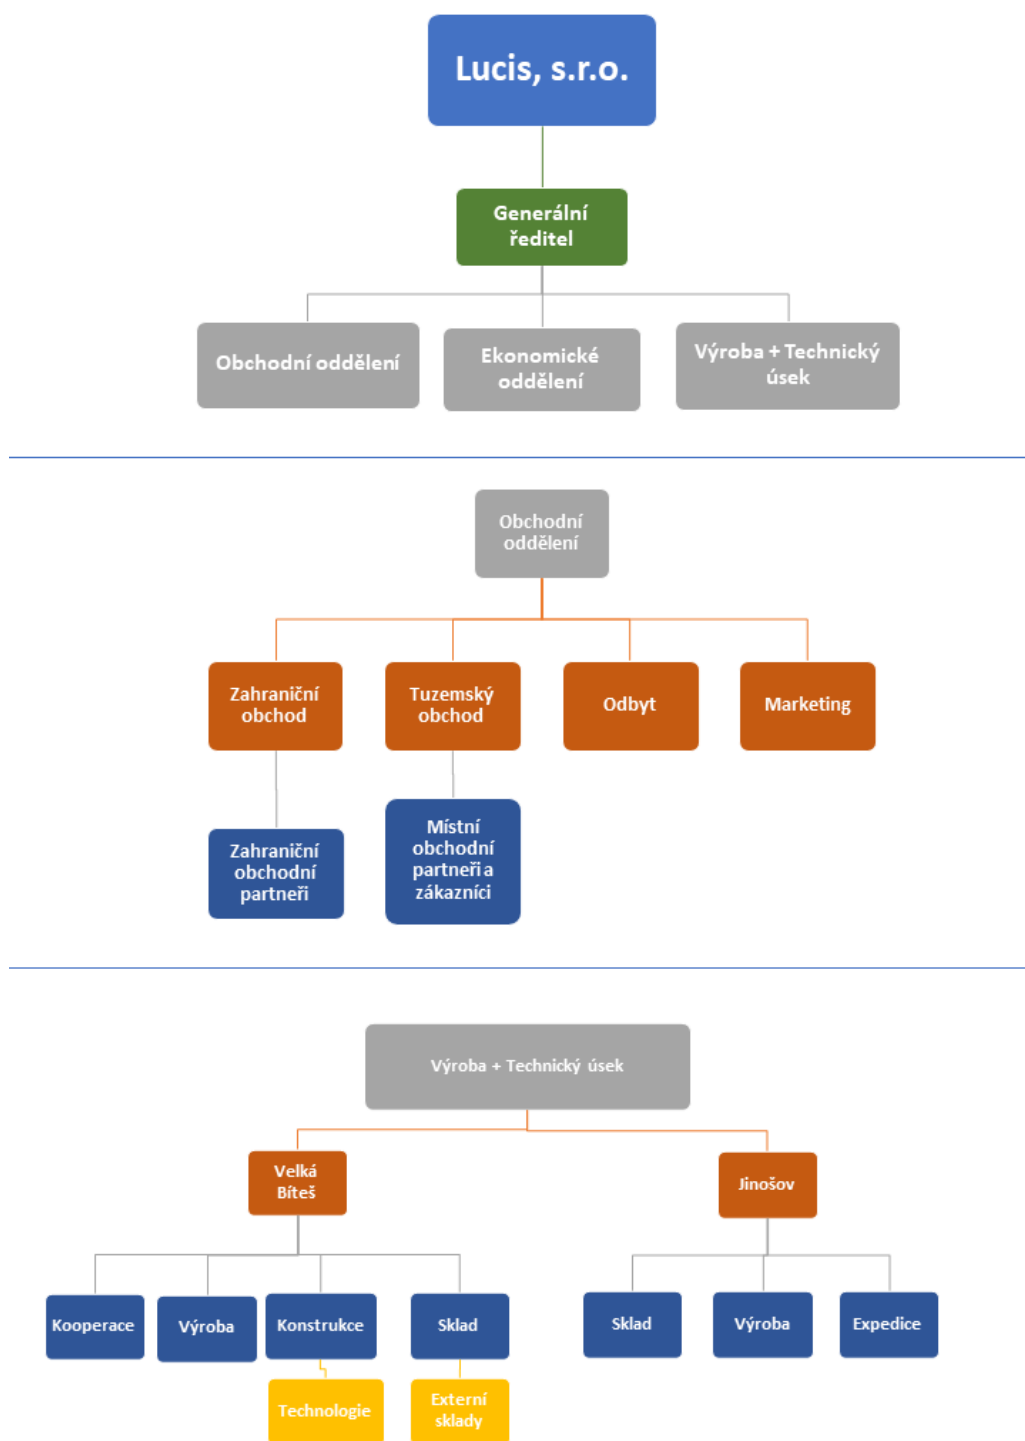 Lucis, s.r.o.
Generální
ředitel
Obchodní oddělení
Ekonomické
oddělení
Výroba + Technický
úsek
Obchodní
oddělení
Zahraniční
obchod
Tuzemský
obchod
Odbyt
Marketing
Zahraniční
obchodní
partneři
Místní
obchodní
partneři a
zákazníci
Výroba + Technický úsek
Velká
Bíteš
Jinošov
Kooperace
Výroba
Konstrukce
Sklad
Sklad
Výroba
Expedice
Technologie
Externí
sklady